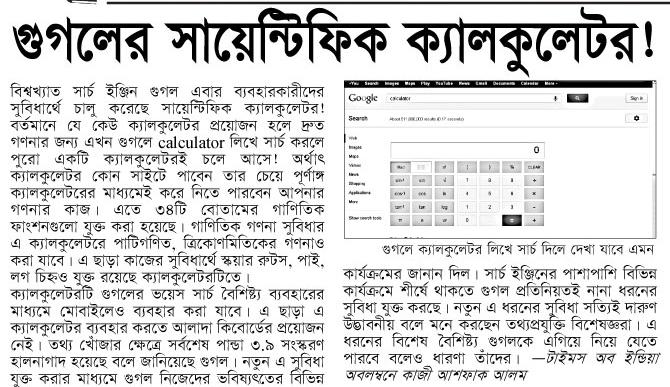 গুগলের সায়েন্টিফিক ক্যালকুলেটর!
বিশ্বখ্যাত সার্চ ইঞ্জিন গুগল এবার ব্যবহারকারীদের
সুবিধার্থে চালু করেছে সায়েন্টিফিক ক্যালকুলেটর!
বর্তমানে যে কেউ ক্যালকুলেটর প্রয়োজন হলে দ্রুত
গণনার জন্য এখন গুগলে calculator লিখে সার্চ করলে
পুরো একটি ক্যালকুলেটরই চলে আসে! অর্থাৎ
ক্যালকুলেটর কোন সাইটে পাবেন তার চেয়ে পূর্ণাঙ্গ
ক্যালকুলেটরের মাধ্যমেই করে নিতে পারবেন আপনার
গণনার কাজ। এতে ৩৪টি বোতামের গাণিতিক
ফাংশনগুলো যুক্ত করা হয়েছে। গাণিতিক গণনা সুবিধার
এ ক্যালকুলেটরে পাটিগণিত, ত্রিকোণমিতিকের গণনাও
করা যাবে। এ ছাড়া কাজের সুবিধার্থে স্কয়ার রুটস, পাই,
লগ চিহ্নও যুক্ত রয়েছে ক্যালকুলেটরটিতে।
ক্যালকুলেটরটি গুগলের ভয়েস সার্চ বৈশিষ্ট্য ব্যবহারের
মাধ্যমে মোবাইলেও ব্যবহার করা যাবে। এ ছাড়া এ
ক্যালকুলেটর ব্যবহার করতে আলাদা কিবোর্ডের প্রয়োজন
নেই। তথ্য খোঁজার ক্ষেত্রে সর্বশেষ পান্ডা ৩.৯ সংস্করণ
হালনাগাদ হয়েছে বলে জানিয়েছে গুগল। নতুন এ সুবিধা
যুক্ত করার মাধ্যমে গুগল নিজেদের ভবিষ্যৎতের বিভিন্ন
+You Search Images Maps Play YouTube News Gmail Documents Calendar More
Google calculator Sign in
Search About 511,000,000 results (0.17 seconds)
Web
Images
Maps
Videos
News
Shopping
Applications
More
Show search tools
0
Rad x! ( ) % CLEAR
sin⁻¹ sin √ 7 8 9 ÷
cos⁻¹ cos ln 4 5 6 ×
tan⁻¹ tan log 1 2 3 -
π e 0 . = +
গুগলে ক্যালকুলেটর লিখে সার্চ দিলে দেখা যাবে এমন
কার্যক্রমের জানান দিল। সার্চ ইঞ্জিনের পাশাপাশি বিভিন্ন
কার্যক্রমে শীর্ষে থাকতে গুগল প্রতিনিয়তই নানা ধরনের
সুবিধা যুক্ত করছে। নতুন এ ধরনের সুবিধা সত্যিই দারুণ
উদ্ভাবনীয় বলে মনে করছেন তথ্যপ্রযুক্তি বিশেষজ্ঞরা। এ
ধরনের বিশেষ বৈশিষ্ট্য গুগলকে এগিয়ে নিয়ে যেতে
পারবে বলেও ধারণা তাঁদের। —টাইমস অব ইন্ডিয়া
অবলম্বনে কাজী আশফাক আলম